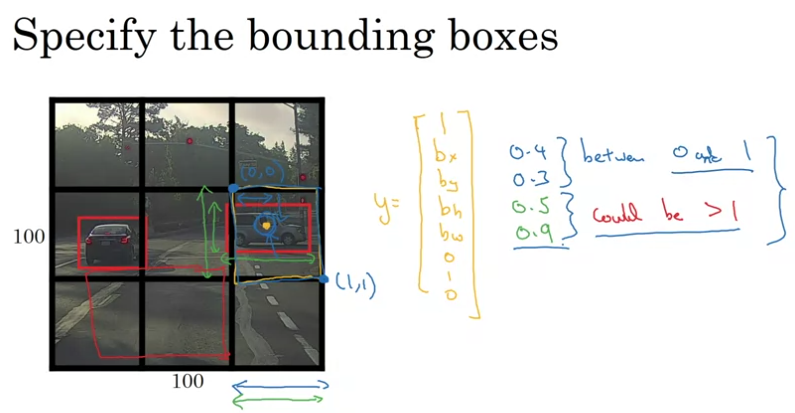 Specify the bounding boxes
100
100
(0,0)
(1,1)
y=
1
bx
by
bh
bw
0
1
0
0.4
0.3
between 0 and 1
0.5
0.9
could be >1